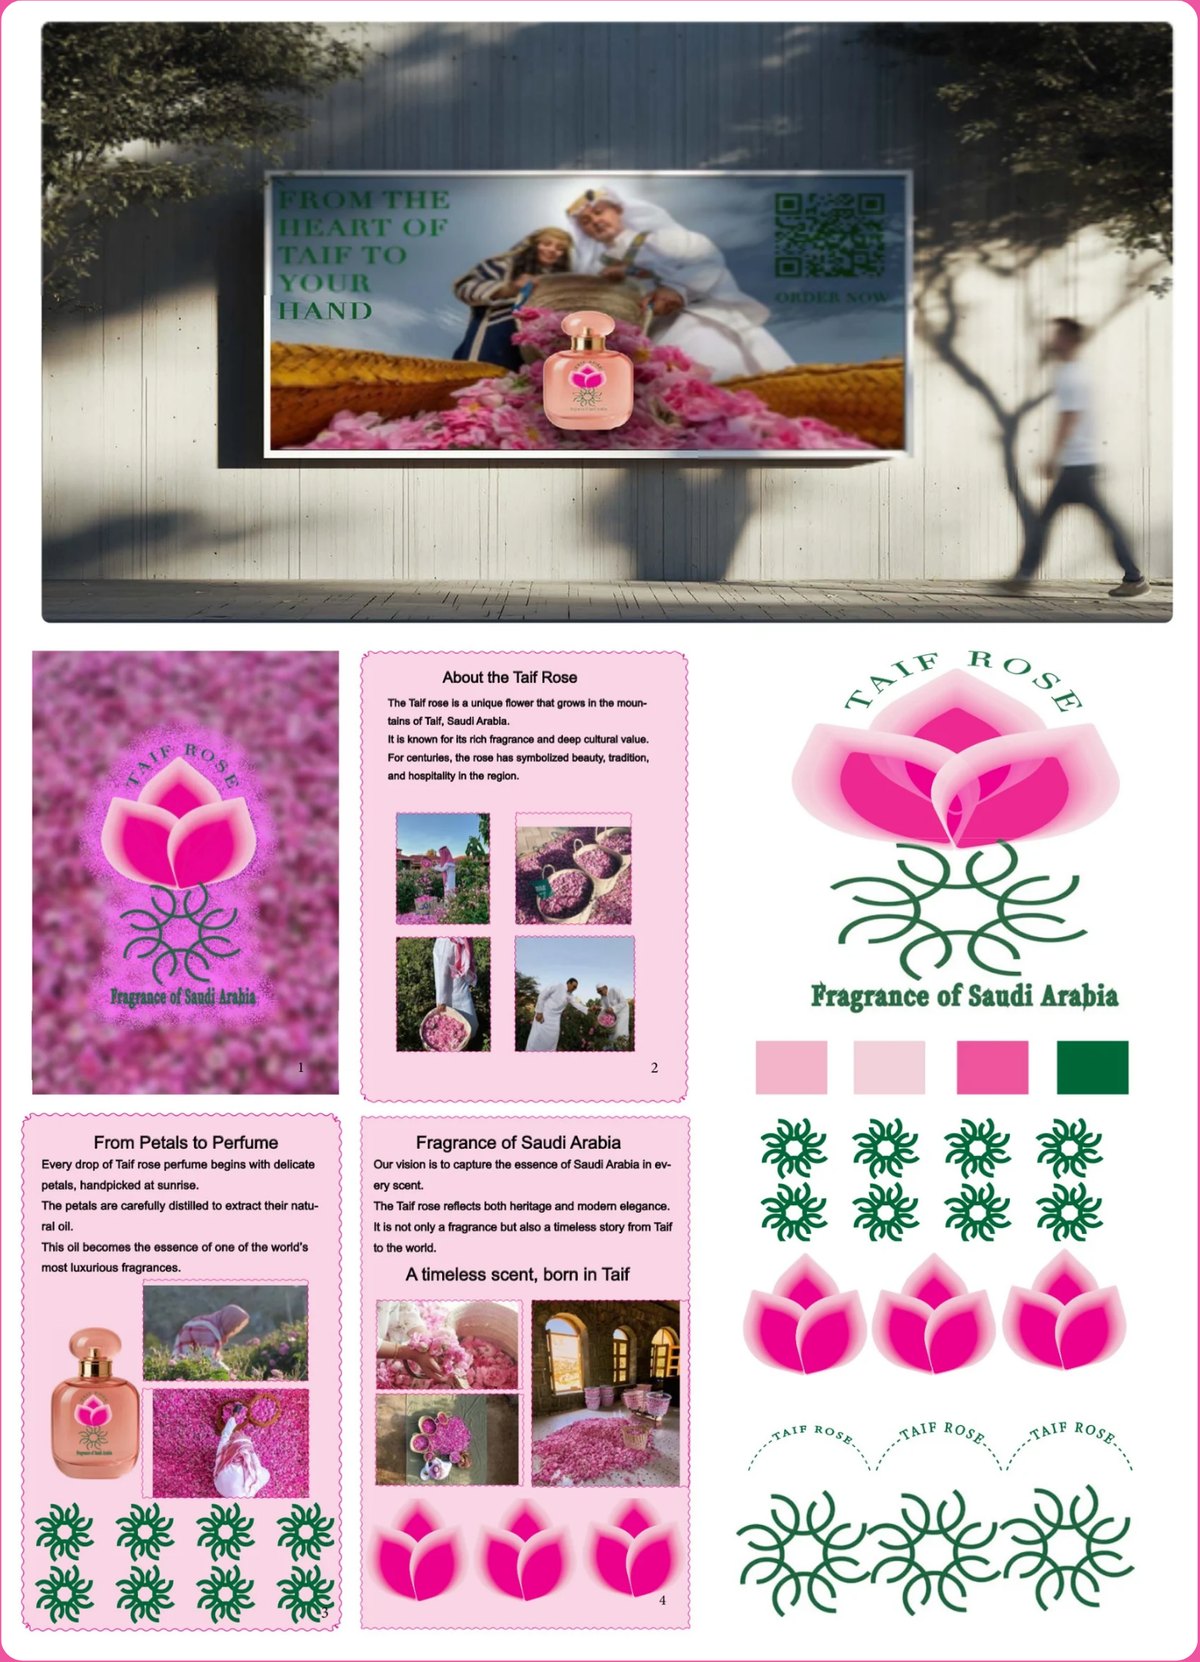 FROM THE
HEART OF
TAIF TO
YOUR
HAND
ORDER NOW
TAIF ROSE
Fragrance of Saudi Arabia
1
About the Taif Rose
The Taif rose is a unique flower that grows in the moun-
tains of Taif, Saudi Arabia.
It is known for its rich fragrance and deep cultural value.
For centuries, the rose has symbolized beauty, tradition,
and hospitality in the region.
2
TAIF ROSE
Fragrance of Saudi Arabia
From Petals to Perfume
Every drop of Taif rose perfume begins with delicate
petals, handpicked at sunrise.
The petals are carefully distilled to extract their natu-
ral oil.
This oil becomes the essence of one of the world's
most luxurious fragrances.
Fragrance of Saudi Arabia
3
Fragrance of Saudi Arabia
Our vision is to capture the essence of Saudi Arabia in ev-
ery scent.
The Taif rose reflects both heritage and modern elegance.
It is not only a fragrance but also a timeless story from Taif
to the world.
A timeless scent, born in Taif
4
TAIF ROSE
TAIF ROSE
TAIF ROSE